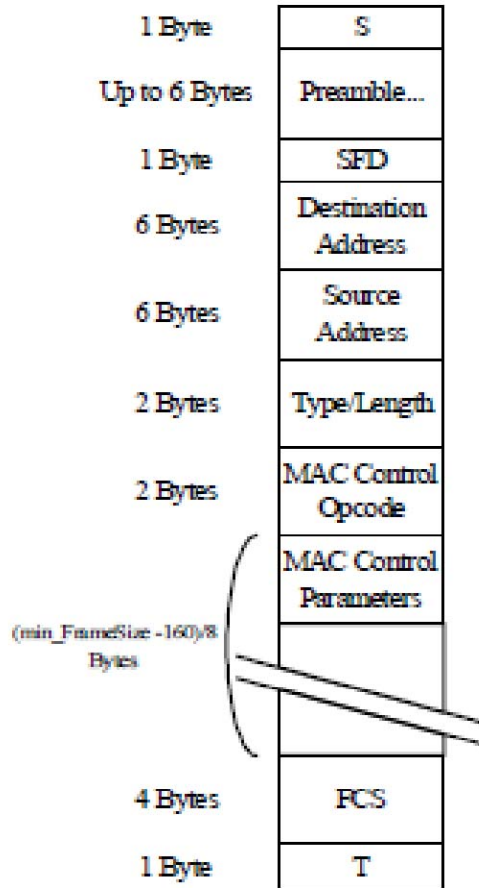 1 Byte S
Up to 6 Bytes Preamble...
1 Byte SFD
6 Bytes Destination
Address
6 Bytes Source
Address
2 Bytes Type/Length
2 Bytes MAC Control
Opcode
MAC Control
Parameters
(min_FrameSize -160)/8
Bytes
4 Bytes FCS
1 Byte T